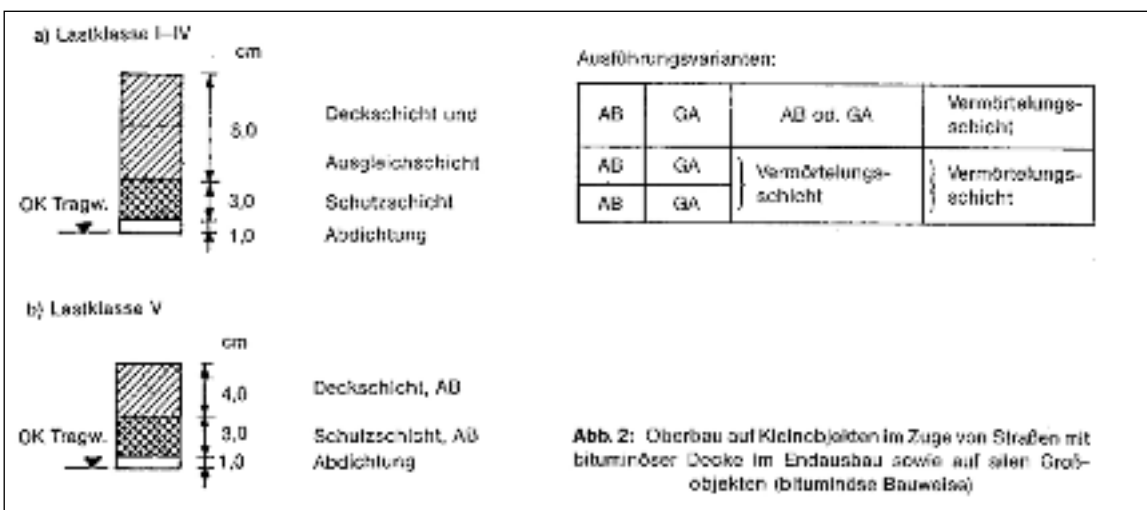 a) Lastklasse I–IV
cm
8,0
Deckschicht und
Ausgleichschicht
OK Tragw.
3,0
Schutzschicht
1,0
Abdichtung
Ausführungsvarianten:
AB GA AB od. GA Vermörtelungs-
schicht
AB GA Vermörtelungs-
schicht Vermörtelungs-
schicht
AB GA
b) Lastklasse V
cm
4,0
Deckschicht, AB
OK Tragw.
3,0
Schutzschicht, AB
1,0
Abdichtung
Abb. 2: Oberbau auf Kleinobjekten im Zuge von Straßen mit
bituminöser Decke im Endausbau sowie auf allen Groß-
objekten (bituminöse Bauweise)